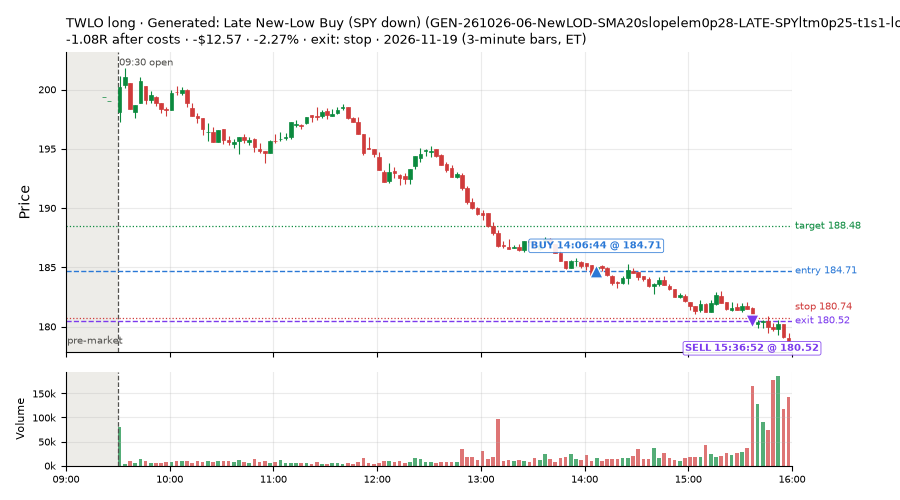 TWLO long · Generated: Late New-Low Buy (SPY down) (GEN-261026-06-NewLOD-SMA20slopelem0p28-LATE-SPYltm0p25-t1s1-lc
-1.08R after costs · -$12.57 · -2.27% · exit: stop · 2026-11-19 (3-minute bars, ET)
09:30 open
200
195
190
185
180
Price
target 188.48
BUY 14:06:44 @ 184.71
entry 184.71
stop 180.74
exit 180.52
pre-market
SELL 15:36:52 @ 180.52
Volume
150k
100k
50k
0k
09:00
10:00
11:00
12:00
13:00
14:00
15:00
16:00